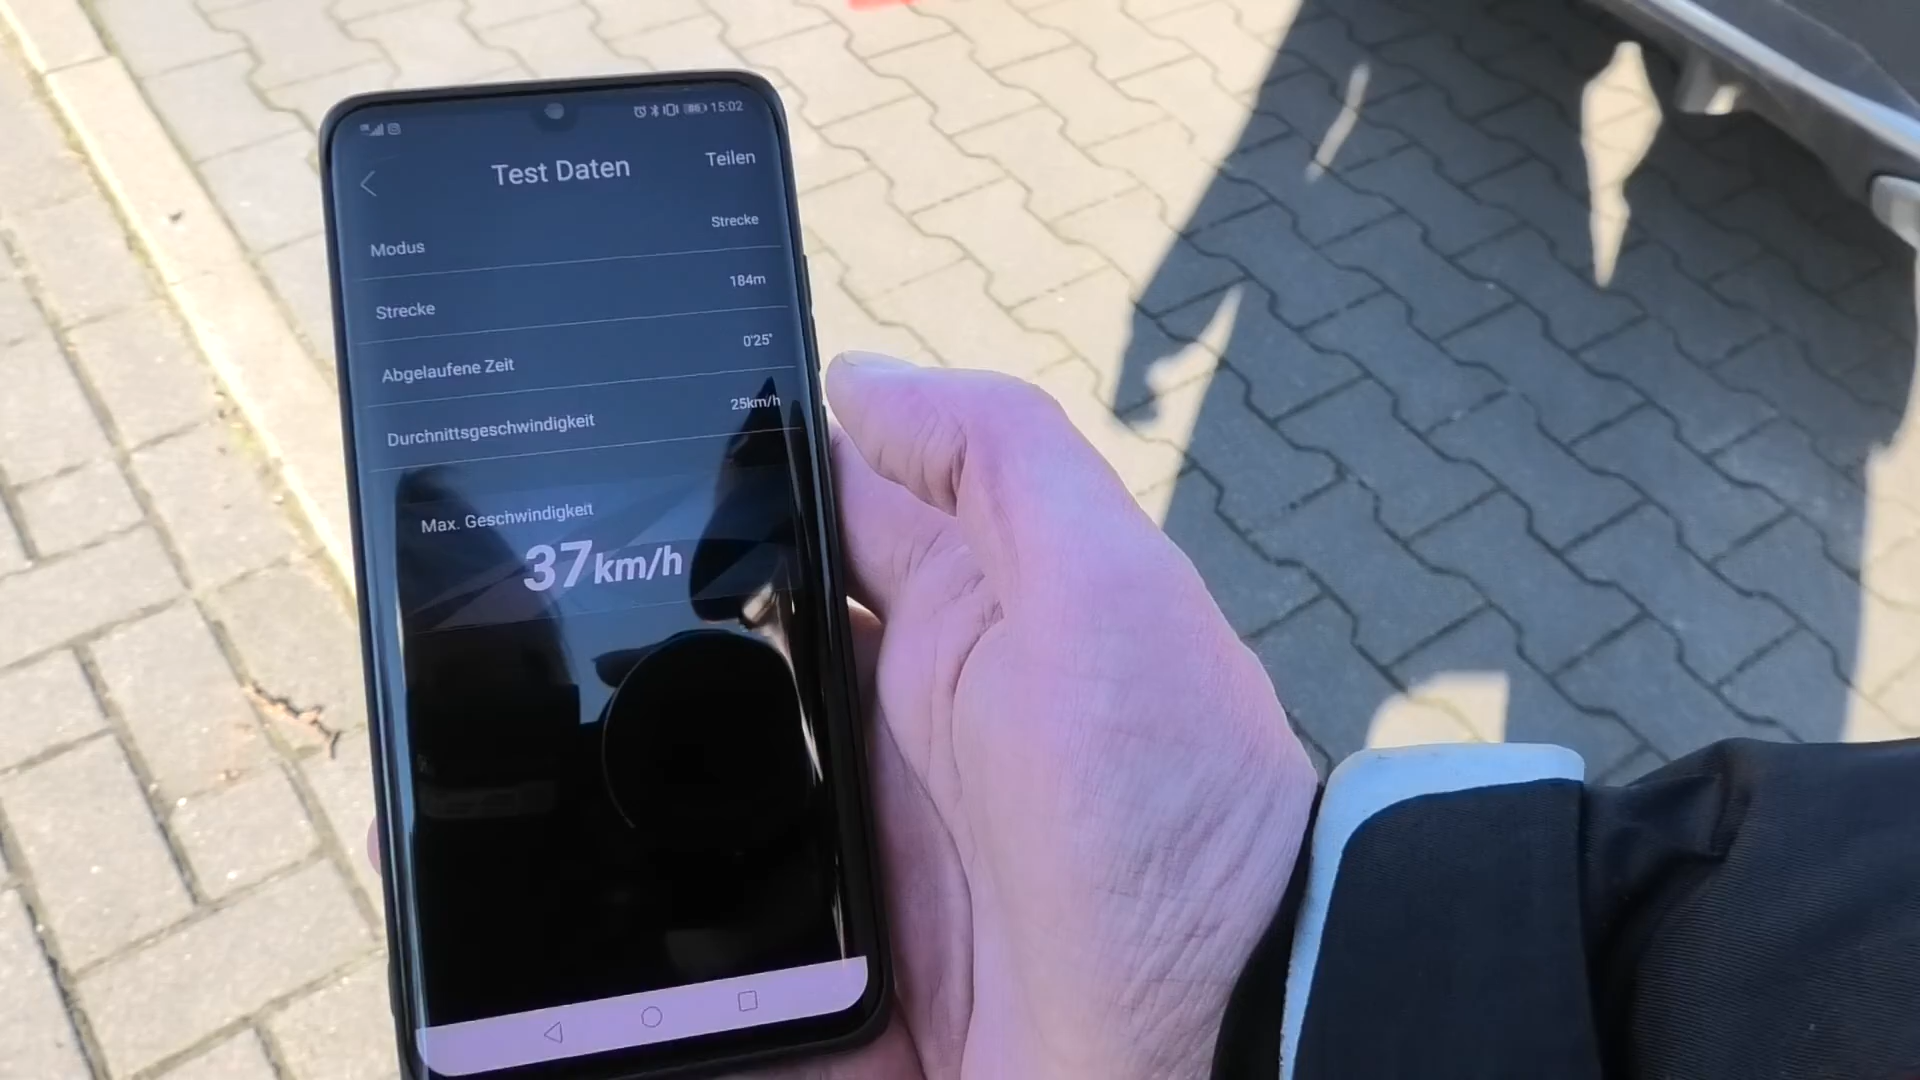 15:02
Test Daten
Teilen
Modus
Strecke
Strecke
184m
Abgelaufene Zeit
0'25"
Durchnittsgeschwindigkeit
25km/h
Max. Geschwindigkeit
37km/h